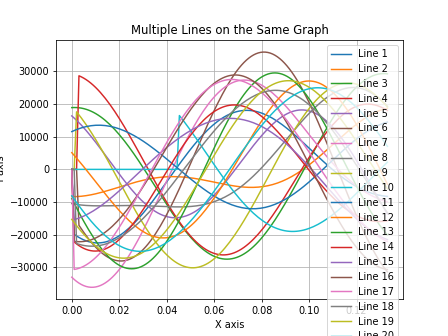 Multiple Lines on the Same Graph
30000
20000
10000
0
−10000
−20000
−30000
0.00
0.02
0.04
0.06
0.08
0.10
X axis
Line 1
Line 2
Line 3
Line 4
Line 5
Line 6
Line 7
Line 8
Line 9
Line 10
Line 11
Line 12
Line 13
Line 14
Line 15
Line 16
Line 17
Line 18
Line 19
Line 20